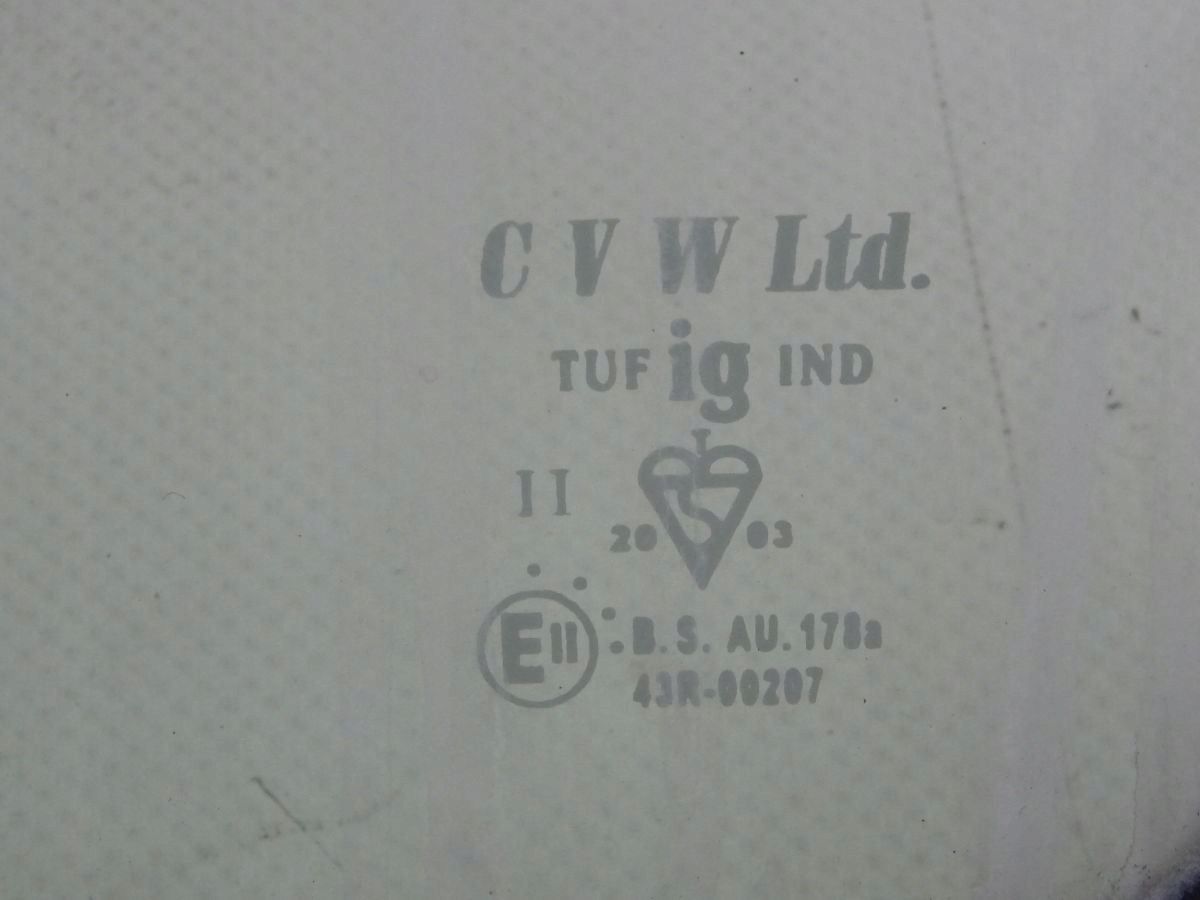 C V W Ltd.
TUF ig IND
II
20 03
E11 B.S. AU.178a
43R-00207